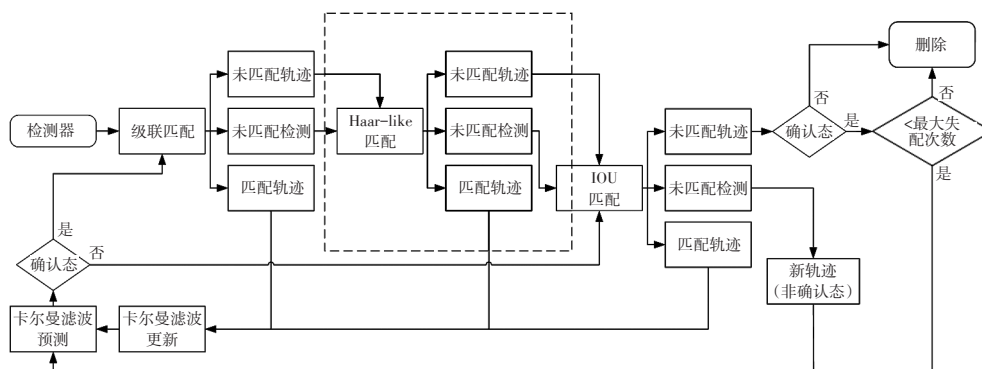 检测器
级联匹配
未匹配轨迹
未匹配检测
匹配轨迹
Haar-like
匹配
未匹配轨迹
未匹配检测
匹配轨迹
IOU
匹配
未匹配轨迹
未匹配检测
匹配轨迹
确认态
否
是
删除
否
<最大失
配次数
是
新轨迹
(非确认态)
是
确认态
否
卡尔曼滤波
预测
卡尔曼滤波
更新